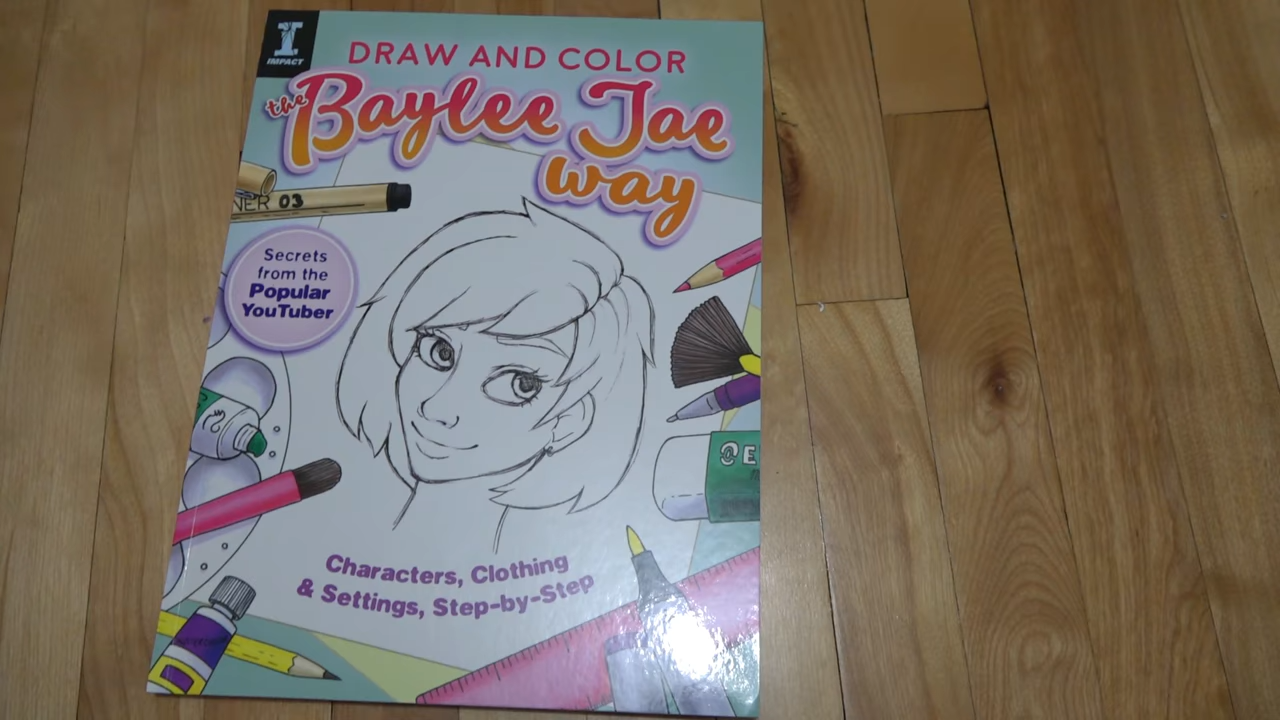 IMPACT
DRAW AND COLOR
the Baylee Jae
way
NER 03
Secrets
from the
Popular
YouTuber
Characters, Clothing
& Settings, Step-by-Step